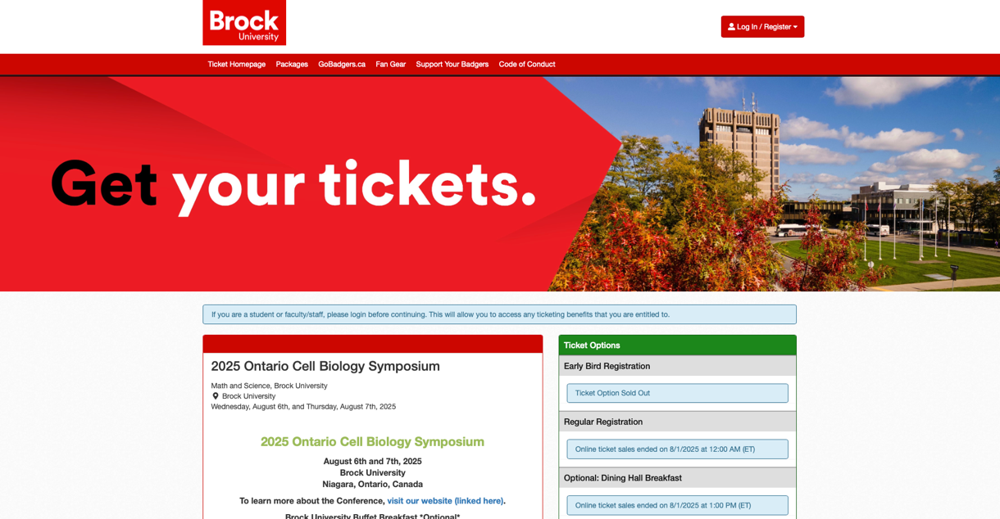 Brock
University
Log In / Register
Ticket Homepage Packages GoBadgers.ca Fan Gear Support Your Badgers Code of Conduct
Get your tickets.
If you are a student or faculty/staff, please login before continuing. This will allow you to access any ticketing benefits that you are entitled to.
2025 Ontario Cell Biology Symposium
Math and Science, Brock University
Brock University
Wednesday, August 6th, and Thursday, August 7th, 2025
2025 Ontario Cell Biology Symposium
August 6th and 7th, 2025
Brock University
Niagara, Ontario, Canada
To learn more about the Conference, visit our website (linked here).
Brock University Buffet Breakfast *Optional*
Ticket Options
Early Bird Registration
Ticket Option Sold Out
Regular Registration
Online ticket sales ended on 8/1/2025 at 12:00 AM (ET)
Optional: Dining Hall Breakfast
Online ticket sales ended on 8/1/2025 at 1:00 PM (ET)